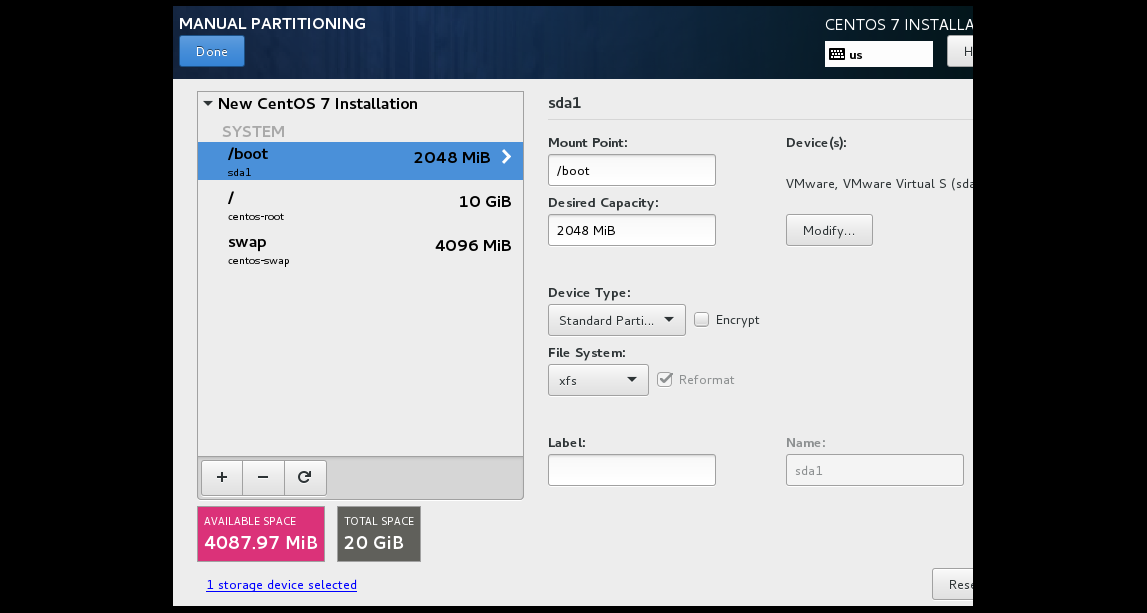 MANUAL PARTITIONING
CENTOS 7 INSTALLA
Done
us
H
New CentOS 7 Installation
SYSTEM
/boot
2048 MiB
sda1
/
10 GiB
centos-root
swap
4096 MiB
centos-swap
+ −
AVAILABLE SPACE
4087.97 MiB
TOTAL SPACE
20 GiB
1 storage device selected
sda1
Mount Point:
Device(s):
/boot
VMware, VMware Virtual S (sda
Desired Capacity:
2048 MiB
Modify...
Device Type:
Standard Parti...
Encrypt
File System:
xfs
Reformat
Label:
Name:
sda1
Rese